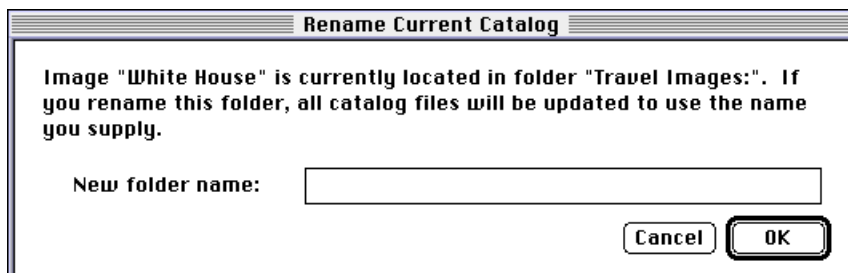 Rename Current Catalog
Image "White House" is currently located in folder "Travel Images:".  If
you rename this folder, all catalog files will be updated to use the name
you supply.
New folder name:
Cancel OK